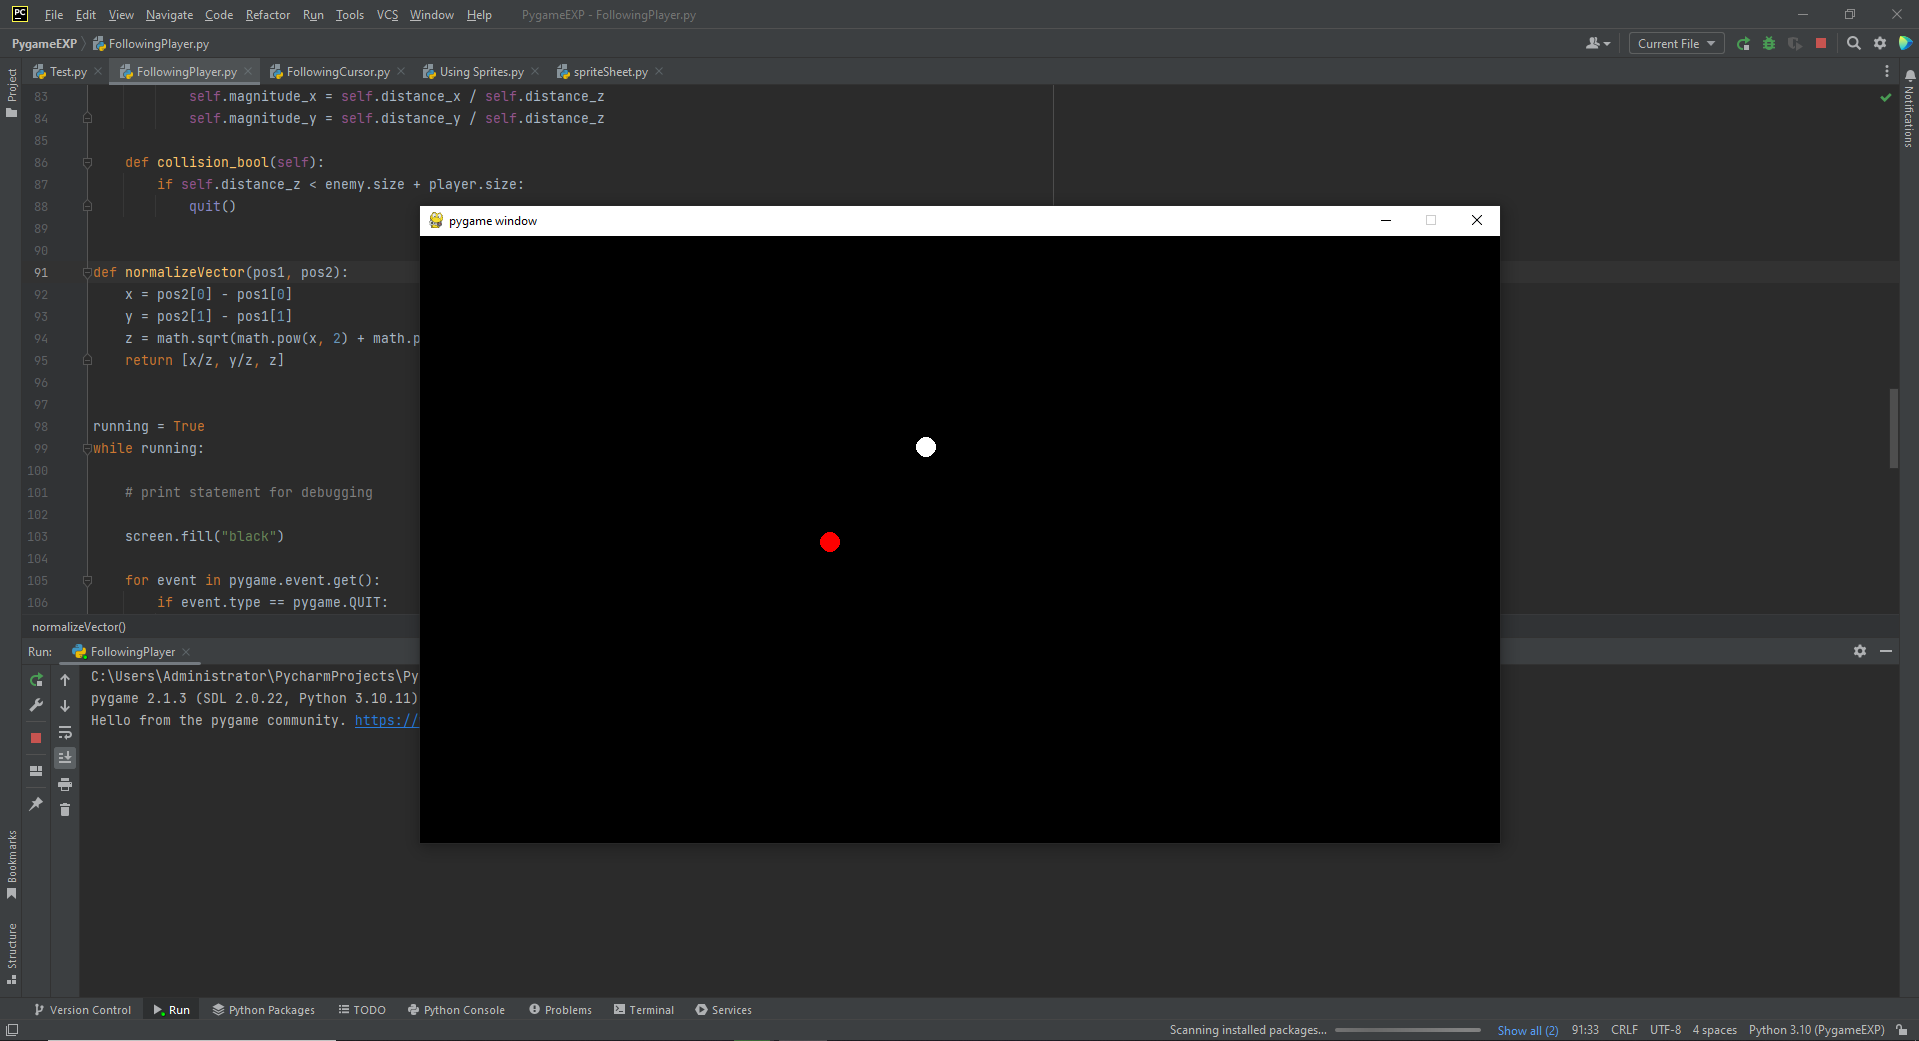 PC File Edit View Navigate Code Refactor Run Tools VCS Window Help PygameEXP - FollowingPlayer.py
PygameEXP FollowingPlayer.py Current File
Test.py FollowingPlayer.py FollowingCursor.py Using Sprites.py spriteSheet.py
Project
Notifications
83 self.magnitude_x = self.distance_x / self.distance_z
84 self.magnitude_y = self.distance_y / self.distance_z
85
86 def collision_bool(self):
87 if self.distance_z < enemy.size + player.size:
88 quit()
89
90
91 def normalizeVector(pos1, pos2):
92 x = pos2[0] - pos1[0]
93 y = pos2[1] - pos1[1]
94 z = math.sqrt(math.pow(x, 2) + math.p
95 return [x/z, y/z, z]
96
97
98 running = True
99 while running:
100
101 # print statement for debugging
102
103 screen.fill("black")
104
105 for event in pygame.event.get():
106 if event.type == pygame.QUIT:
pygame window
normalizeVector()
Run: FollowingPlayer
C:\Users\Administrator\PycharmProjects\Py
pygame 2.1.3 (SDL 2.0.22, Python 3.10.11)
Hello from the pygame community. https://
Bookmarks
Structure
Version Control Run Python Packages TODO Python Console Problems Terminal Services
Scanning installed packages... Show all (2) 91:33 CRLF UTF-8 4 spaces Python 3.10 (PygameEXP)